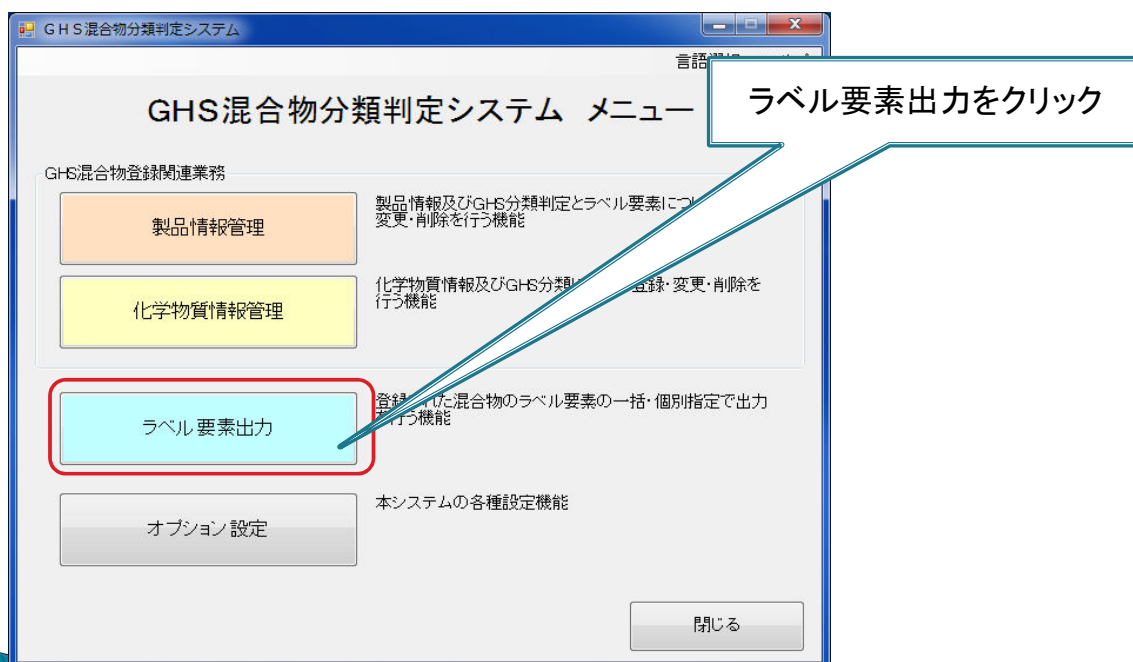 GHS混合物分類判定システム
言語
ラベル要素出力をクリック
GHS混合物分類判定システム メニュー
GHS混合物登録関連業務
製品情報管理
製品情報及びGHS分類判定とラベル要素につ
変更・削除を行う機能
化学物質情報管理
化学物質情報及びGHS分類 登録・変更・削除を
行う機能
ラベル要素出力
登録 れた混合物のラベル要素の一括・個別指定で出力
行う機能
オプション設定
本システムの各種設定機能
閉じる